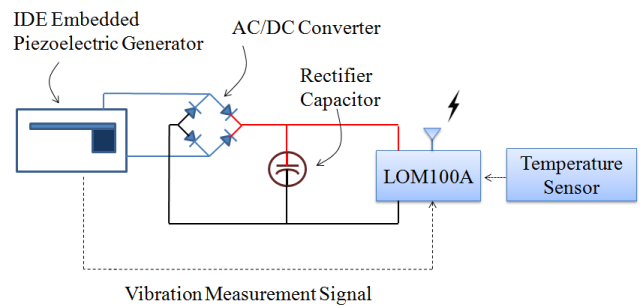 IDE Embedded
Piezoelectric Generator
AC/DC Converter
Rectifier
Capacitor
LOM100A
Temperature
Sensor
Vibration Measurement Signal